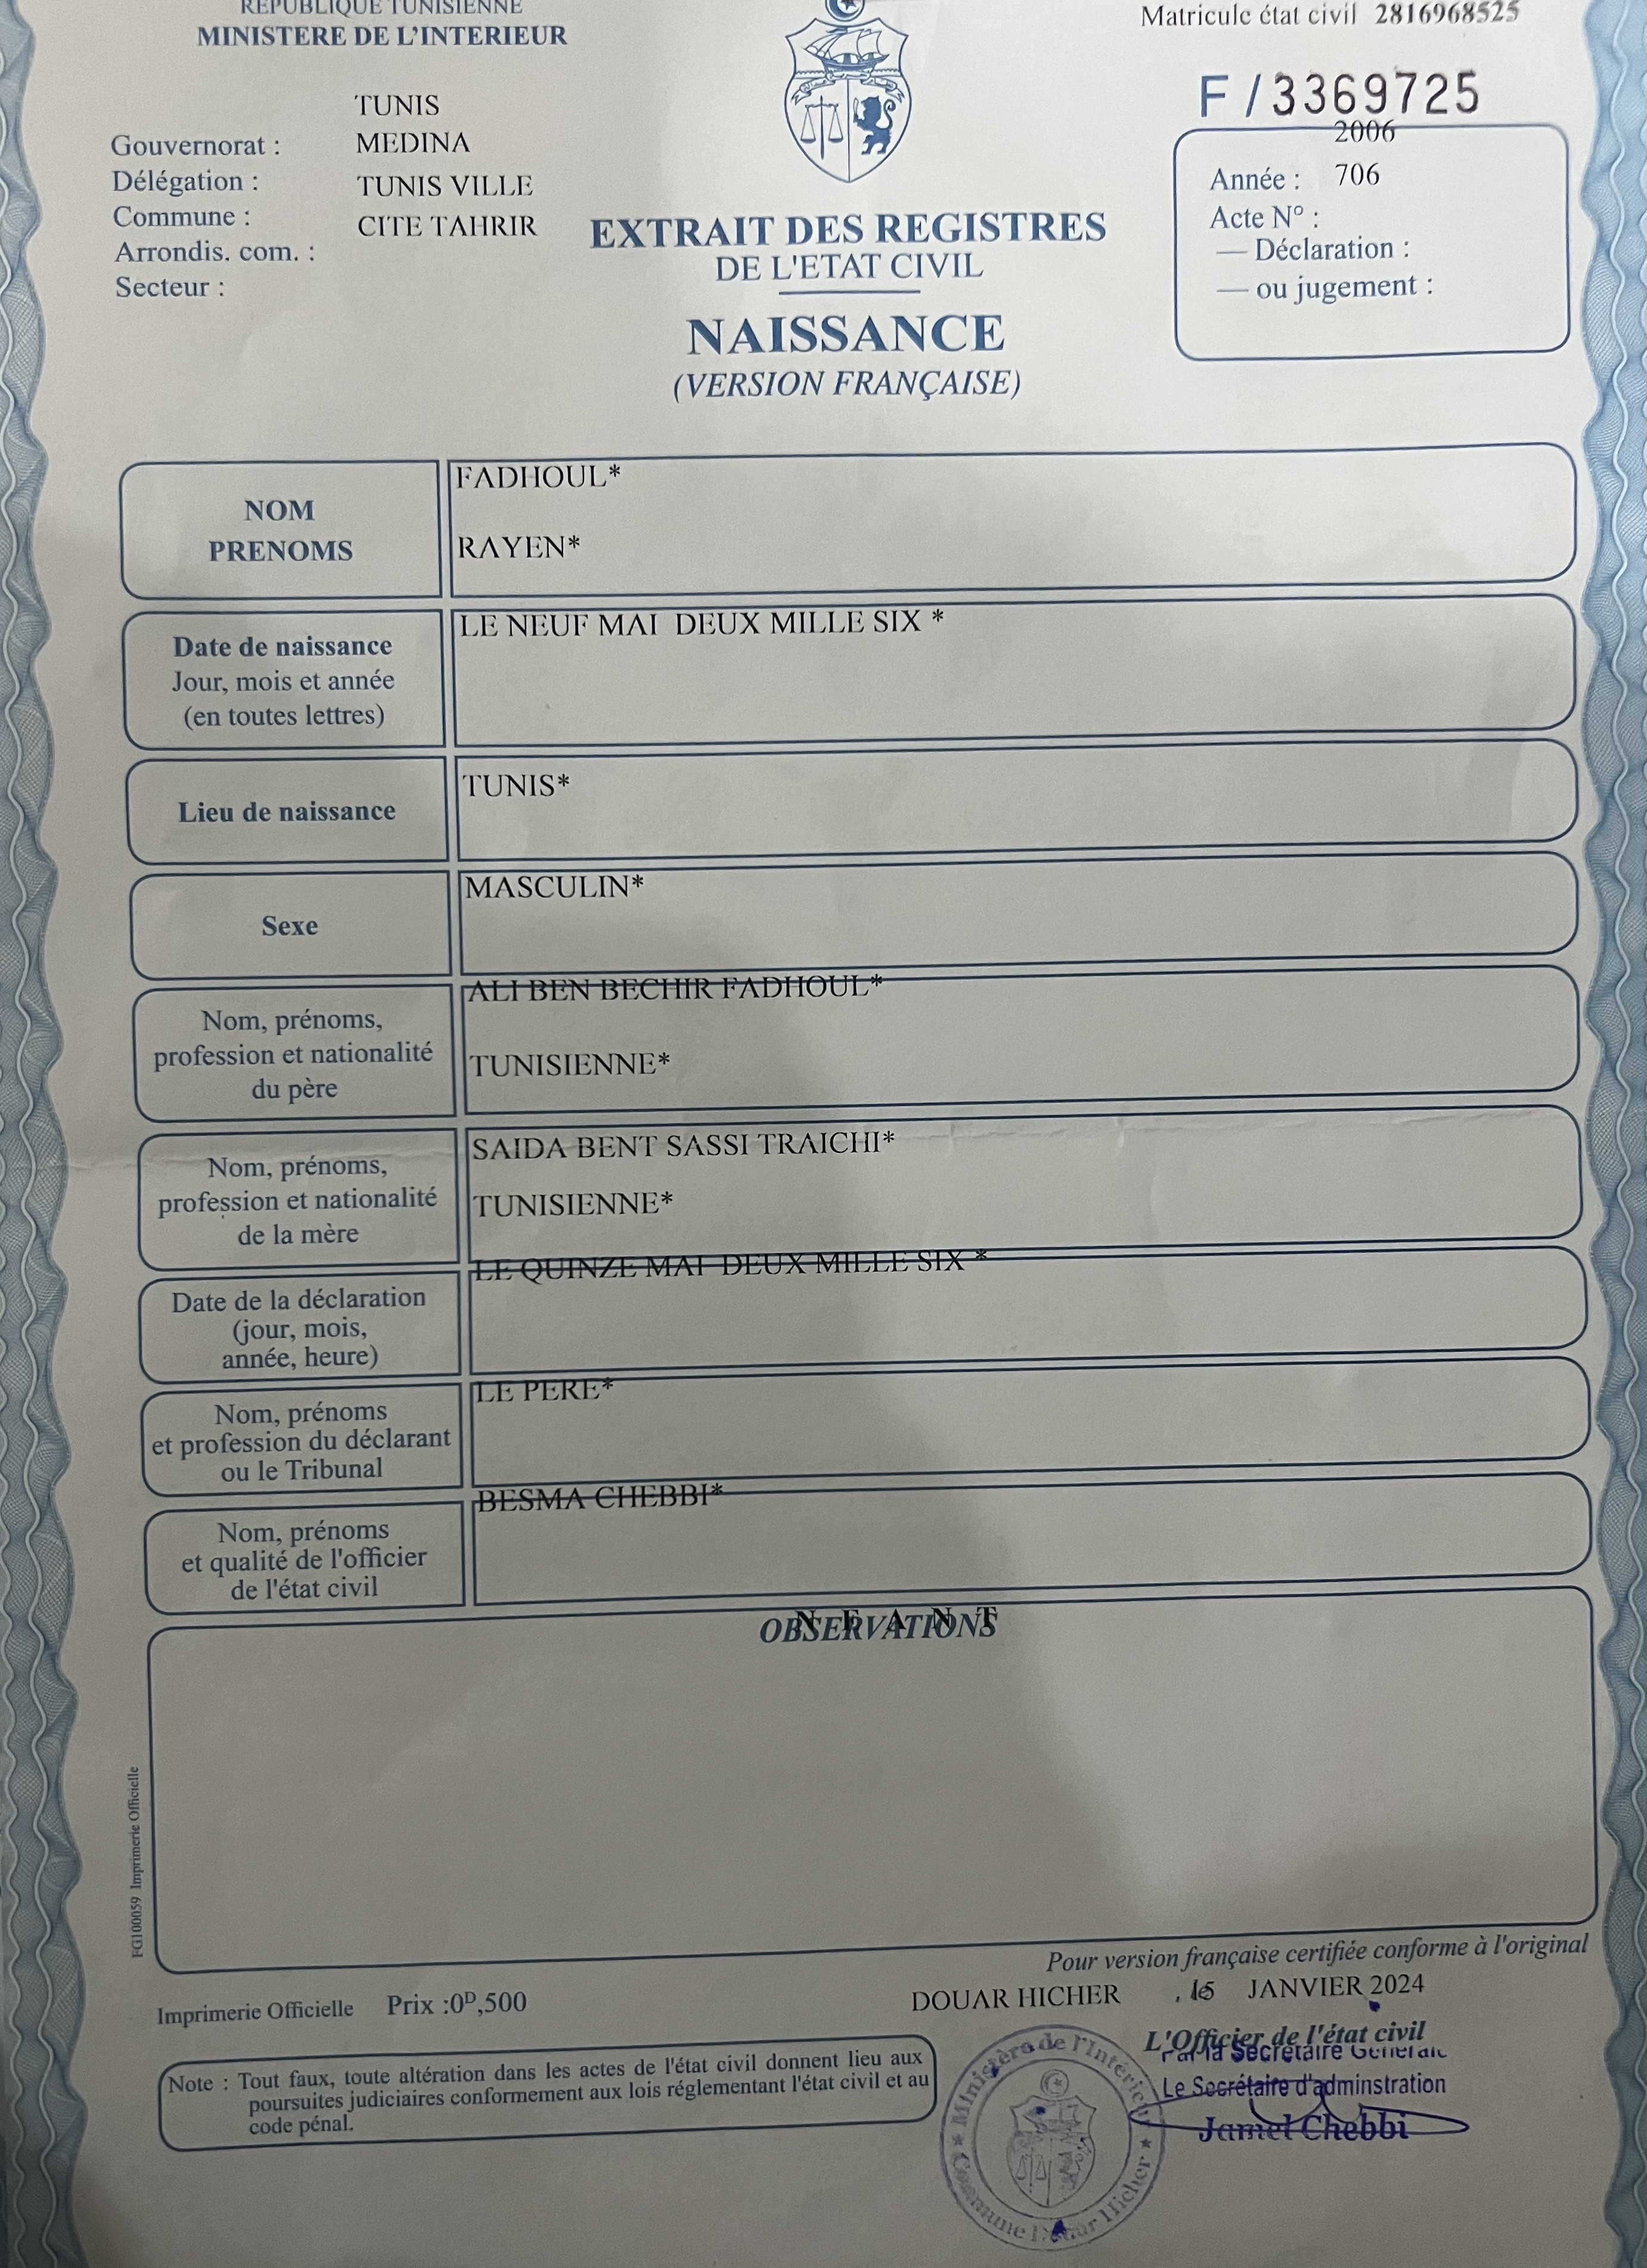 REPUBLIQUE TUNISIENNE
MINISTERE DE L'INTERIEUR
Matricule état civil 2816968525
F / 3369725
TUNIS
Gouvernorat : MEDINA
Délégation : TUNIS VILLE
Commune : CITE TAHRIR
Arrondis. com. :
Secteur :
2006
Année : 706
Acte N° :
— Déclaration :
— ou jugement :
EXTRAIT DES REGISTRES
DE L'ETAT CIVIL
NAISSANCE
(VERSION FRANÇAISE)
NOM
PRENOMS
FADHOUL*
RAYEN*
Date de naissance
Jour, mois et année
(en toutes lettres)
LE NEUF MAI DEUX MILLE SIX *
Lieu de naissance
TUNIS*
Sexe
MASCULIN*
Nom, prénoms,
profession et nationalité
du père
ALI BEN BECHIR FADHOUL*
TUNISIENNE*
Nom, prénoms,
profession et nationalité
de la mère
SAIDA BENT SASSI TRAICHI*
TUNISIENNE*
Date de la déclaration
(jour, mois,
année, heure)
LE QUINZE MAI DEUX MILLE SIX *
Nom, prénoms
et profession du déclarant
ou le Tribunal
LE PERE*
Nom, prénoms
et qualité de l'officier
de l'état civil
BESMA CHEBBI*
OBSERVATIONS
N E A N T
FG100059 Imprimerie Officielle
Pour version française certifiée conforme à l'original
Imprimerie Officielle Prix :0ᴰ,500
DOUAR HICHER , le JANVIER 2024
L'Officier de l'état civil
Par la Secrétaire Générale
Le Secrétaire d'adminstration
Jamel Chebbi
Note : Tout faux, toute altération dans les actes de l'état civil donnent lieu aux
poursuites judiciaires conformement aux lois réglementant l'état civil et au
code pénal.
* Ministère de l'Intérieur *
Commune Douar Hicher